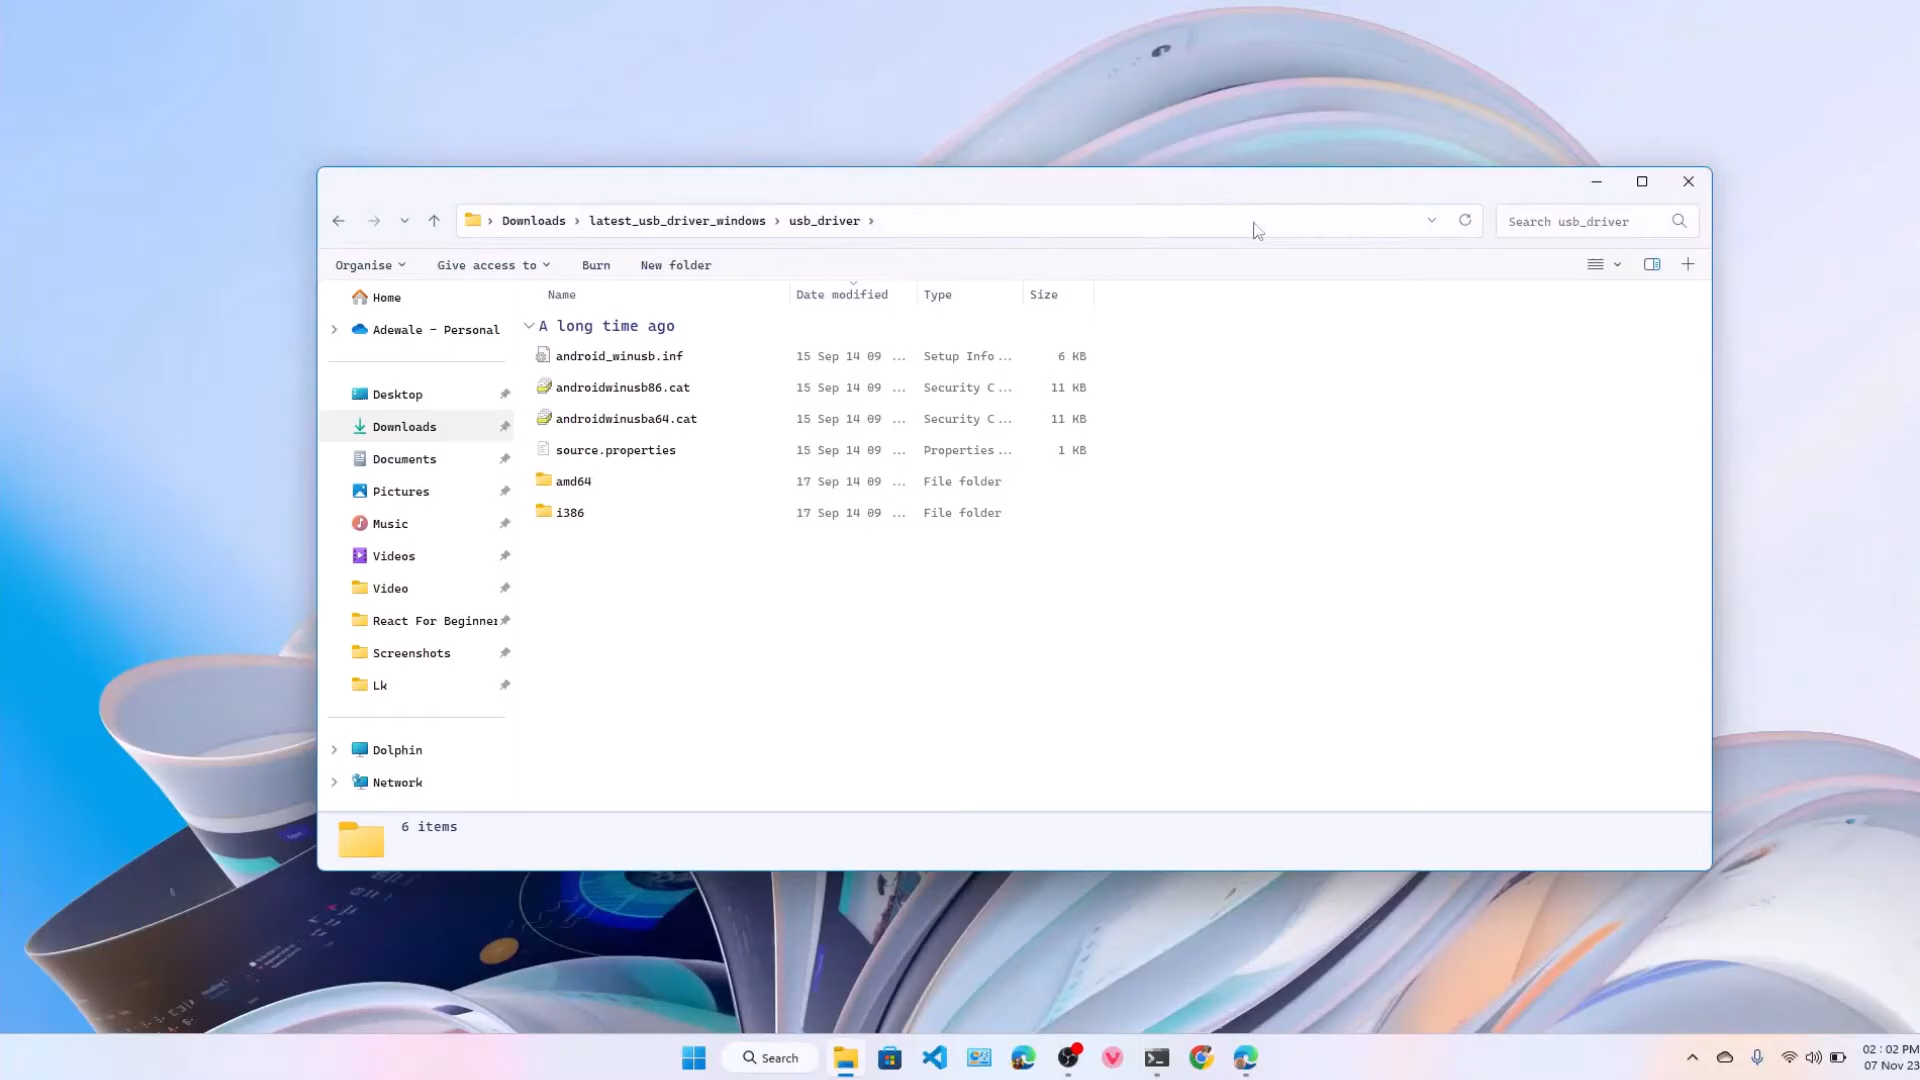 Downloads › latest_usb_driver_windows › usb_driver ›
Search usb_driver
Organise Give access to Burn New folder
Home
Adewale - Personal
Desktop
Downloads
Documents
Pictures
Music
Videos
Video
React For Beginner
Screenshots
Lk
Dolphin
Network
Name Date modified Type Size
A long time ago
android_winusb.inf 15 Sep 14 09 ... Setup Info... 6 KB
androidwinusb86.cat 15 Sep 14 09 ... Security C... 11 KB
androidwinusba64.cat 15 Sep 14 09 ... Security C... 11 KB
source.properties 15 Sep 14 09 ... Properties... 1 KB
amd64 17 Sep 14 09 ... File folder
i386 17 Sep 14 09 ... File folder
6 items
Search
02 : 02 PM
07 Nov 23